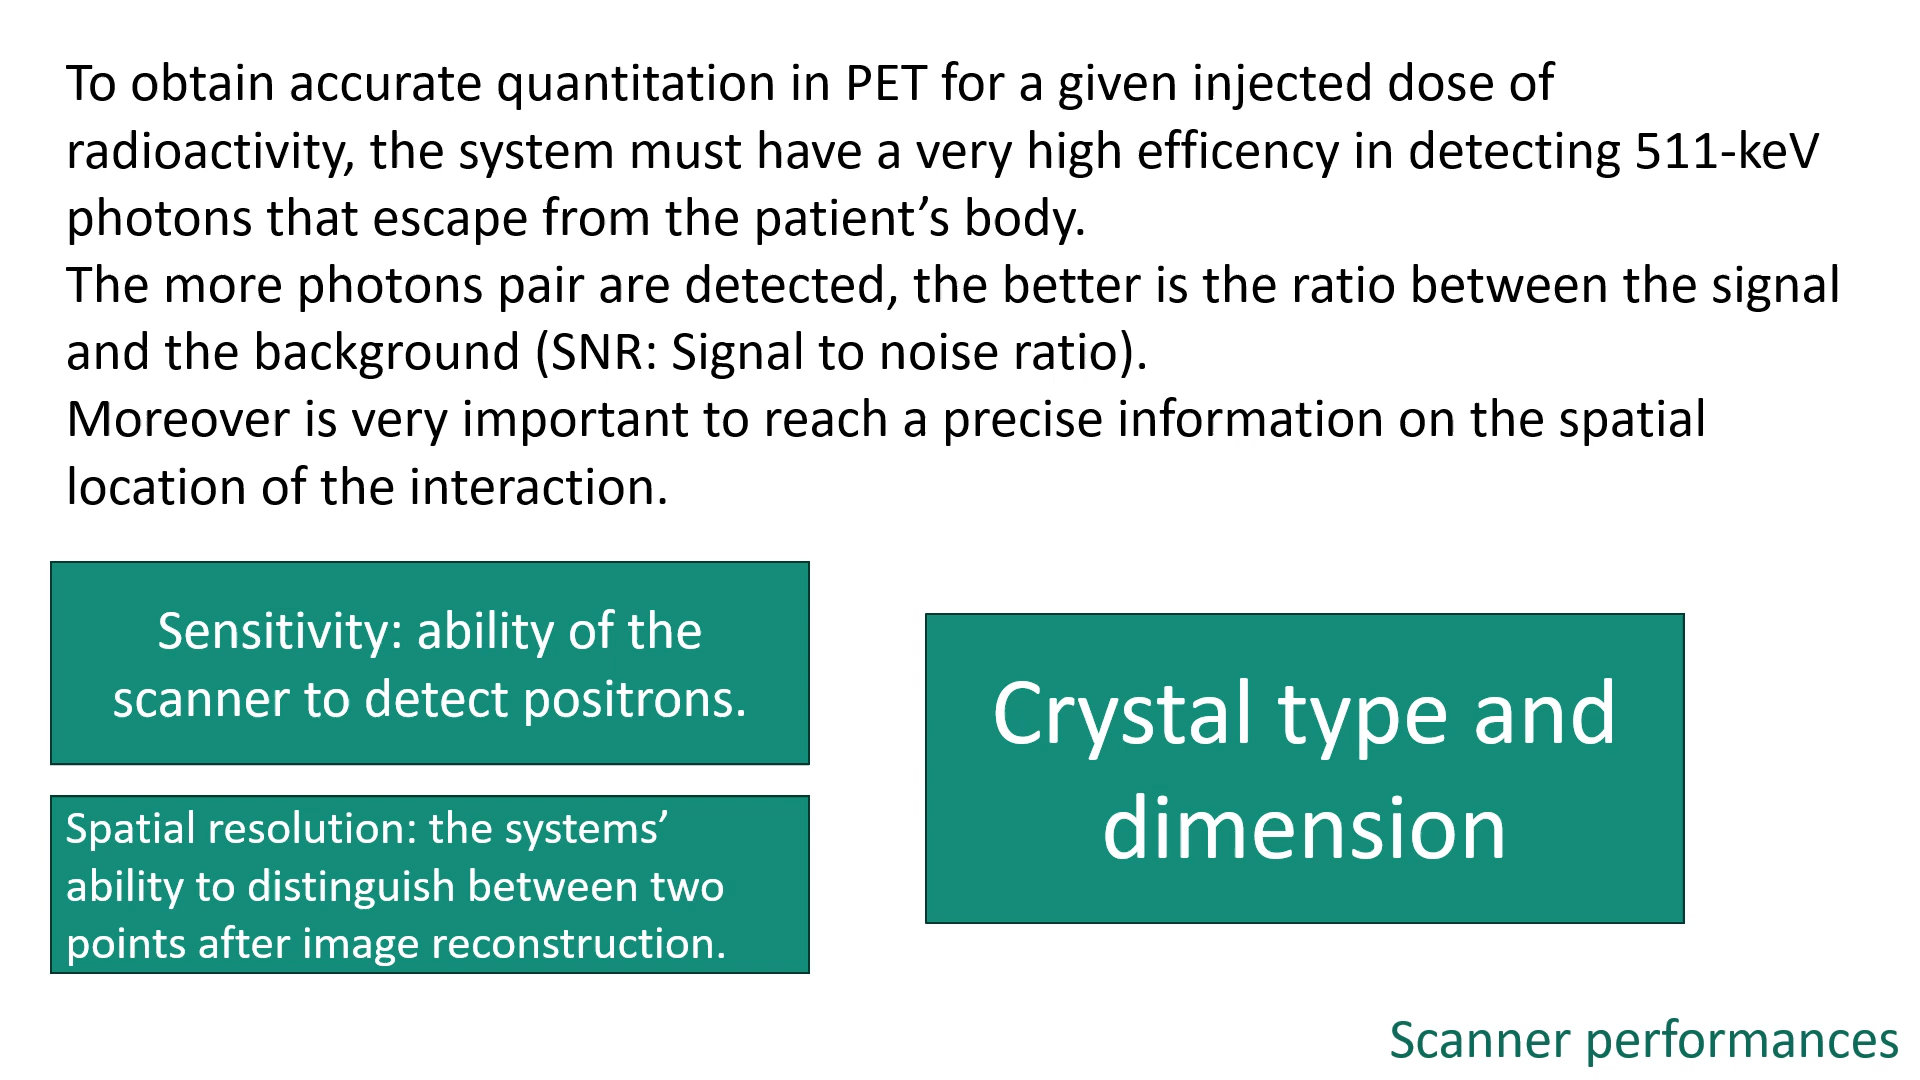 To obtain accurate quantitation in PET for a given injected dose of
radioactivity, the system must have a very high efficency in detecting 511-keV
photons that escape from the patient’s body.
The more photons pair are detected, the better is the ratio between the signal
and the background (SNR: Signal to noise ratio).
Moreover is very important to reach a precise information on the spatial
location of the interaction.
Sensitivity: ability of the
scanner to detect positrons.
Spatial resolution: the systems’
ability to distinguish between two
points after image reconstruction.
Crystal type and
dimension
Scanner performances